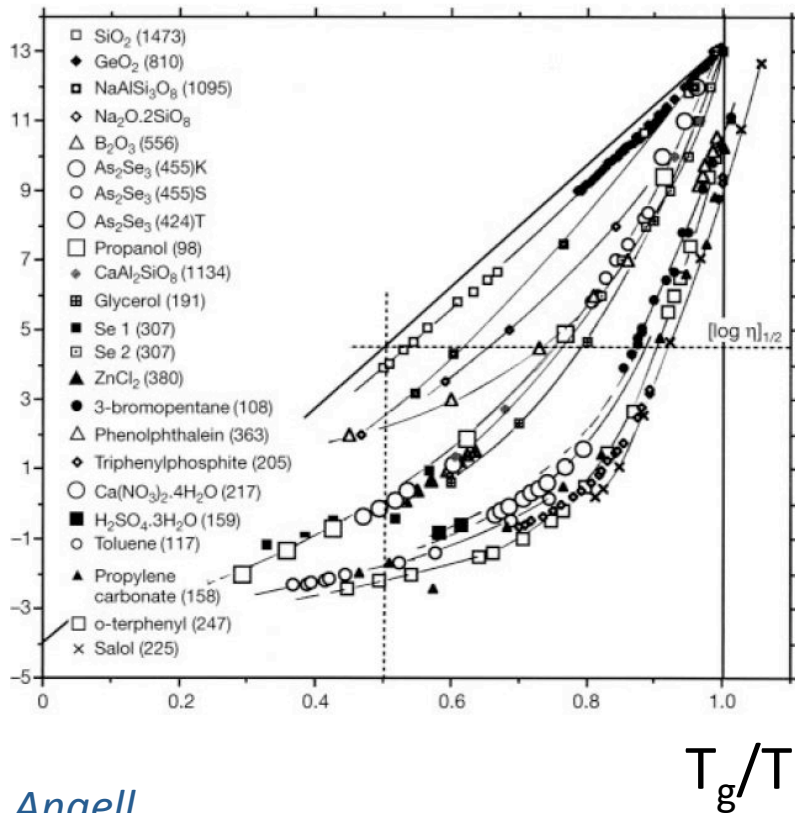 13
11
9
7
5
3
1
−1
−3
−5
SiO₂ (1473)
GeO₂ (810)
NaAlSi₃O₈ (1095)
Na₂O.2SiO₈
B₂O₃ (556)
As₂Se₃ (455)K
As₂Se₃ (455)S
As₂Se₃ (424)T
Propanol (98)
CaAl₂SiO₈ (1134)
Glycerol (191)
Se 1 (307)
Se 2 (307)
ZnCl₂ (380)
3-bromopentane (108)
Phenolphthalein (363)
Triphenylphosphite (205)
Ca(NO₃)₂.4H₂O (217)
H₂SO₄.3H₂O (159)
Toluene (117)
Propylene
carbonate (158)
o-terphenyl (247)
Salol (225)
[log η]₁/₂
0 0.2 0.4 0.6 0.8 1.0
T_g/T
Angell